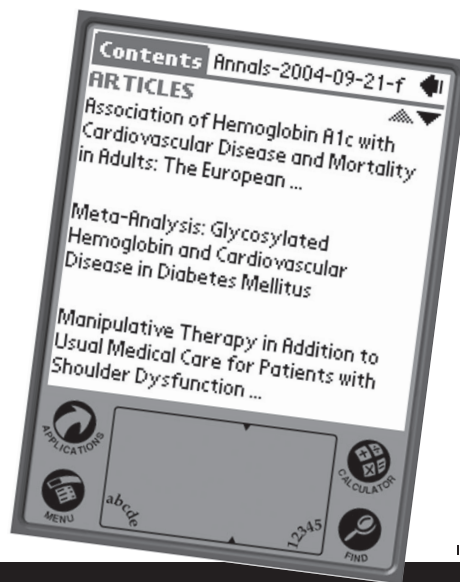 Contents Annals-2004-09-21-f
ARTICLES
Association of Hemoglobin A1c with
Cardiovascular Disease and Mortality
in Adults: The European ...
Meta-Analysis: Glycosylated
Hemoglobin and Cardiovascular
Disease in Diabetes Mellitus
Manipulative Therapy in Addition to
Usual Medical Care for Patients with
Shoulder Dysfunction ...
APPLICATIONS
CALCULATOR
MENU
abcde
12345
FIND